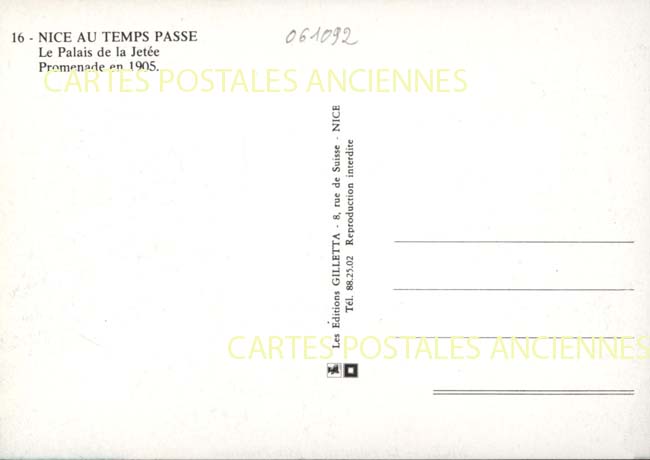 16 - NICE AU TEMPS PASSE
Le Palais de la Jetée
Promenade en 1905.
061092
CARTES POSTALES ANCIENNES
Les Editions GILLETTA - 8, rue de Suisse - NICE
Tél. 88.25.02 Reproduction interdite
CARTES POSTALES ANCIENNES